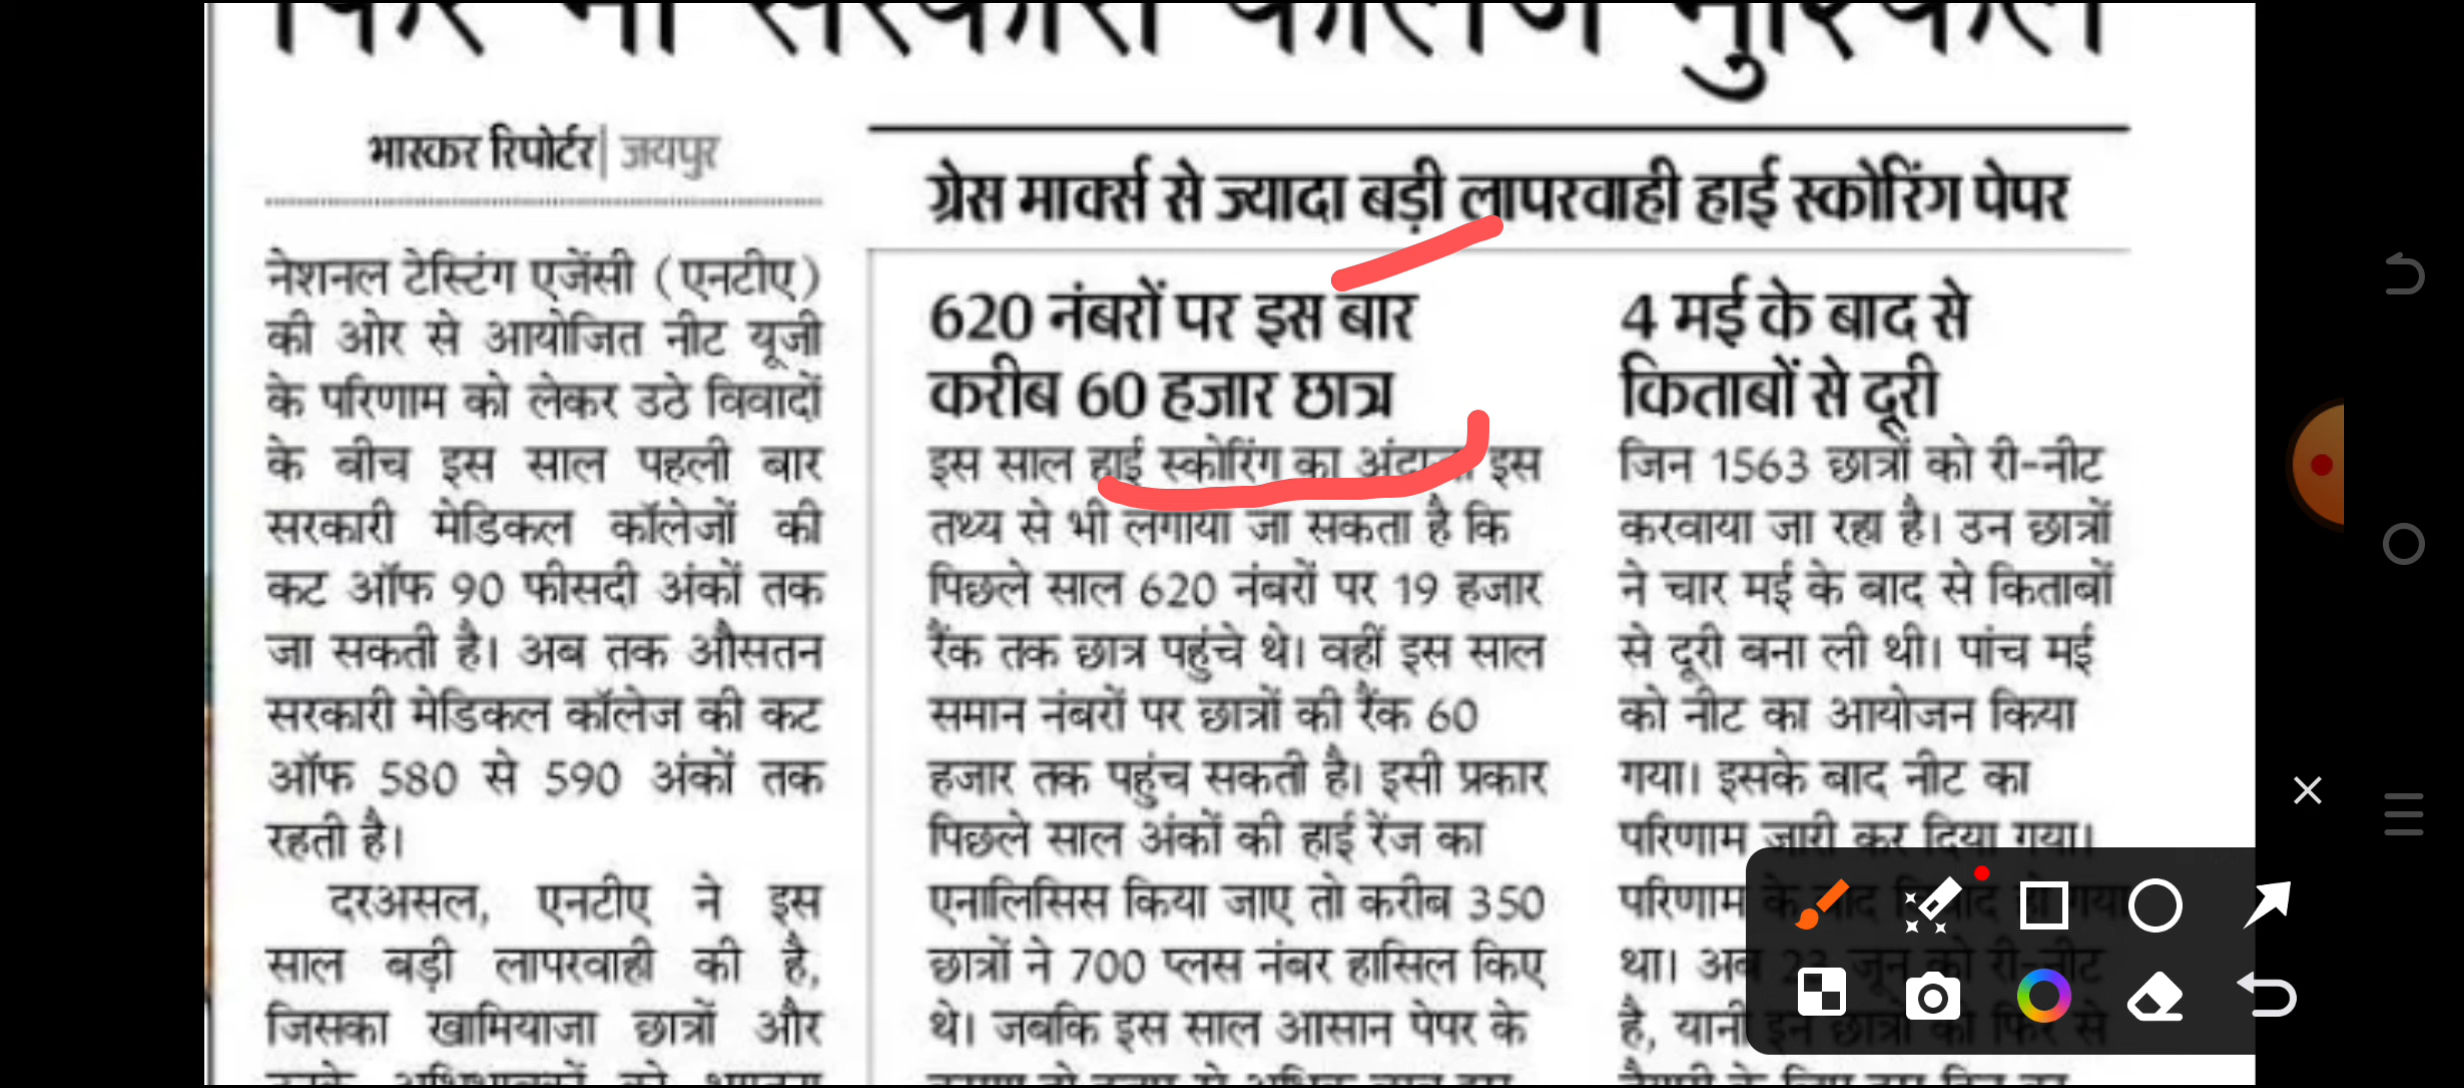 फिर भी सरकारी कॉलेज मुश्किल
भास्कर रिपोर्टर | जयपुर
नेशनल टेस्टिंग एजेंसी (एनटीए)
की ओर से आयोजित नीट यूजी
के परिणाम को लेकर उठे विवादों
के बीच इस साल पहली बार
सरकारी मेडिकल कॉलेजों की
कट ऑफ 90 फीसदी अंकों तक
जा सकती है। अब तक औसतन
सरकारी मेडिकल कॉलेज की कट
ऑफ 580 से 590 अंकों तक
रहती है।
दरअसल, एनटीए ने इस
साल बड़ी लापरवाही की है,
जिसका खामियाजा छात्रों और
ग्रेस मार्क्स से ज्यादा बड़ी लापरवाही हाई स्कोरिंग पेपर
620 नंबरों पर इस बार
करीब 60 हजार छात्र
इस साल हाई स्कोरिंग का अंदाजा इस
तथ्य से भी लगाया जा सकता है कि
पिछले साल 620 नंबरों पर 19 हजार
रैंक तक छात्र पहुंचे थे। वहीं इस साल
समान नंबरों पर छात्रों की रैंक 60
हजार तक पहुंच सकती है। इसी प्रकार
पिछले साल अंकों की हाई रेंज का
एनालिसिस किया जाए तो करीब 350
छात्रों ने 700 प्लस नंबर हासिल किए
थे। जबकि इस साल आसान पेपर के
4 मई के बाद से
किताबों से दूरी
जिन 1563 छात्रों को री-नीट
करवाया जा रहा है। उन छात्रों
ने चार मई के बाद से किताबों
से दूरी बना ली थी। पांच मई
को नीट का आयोजन किया
गया। इसके बाद नीट का
परिणाम जारी कर दिया गया।
परिणाम के बाद विवाद हो गया
था। अब 23 जून को री-नीट
है, यानी इन छात्रों को फिर से